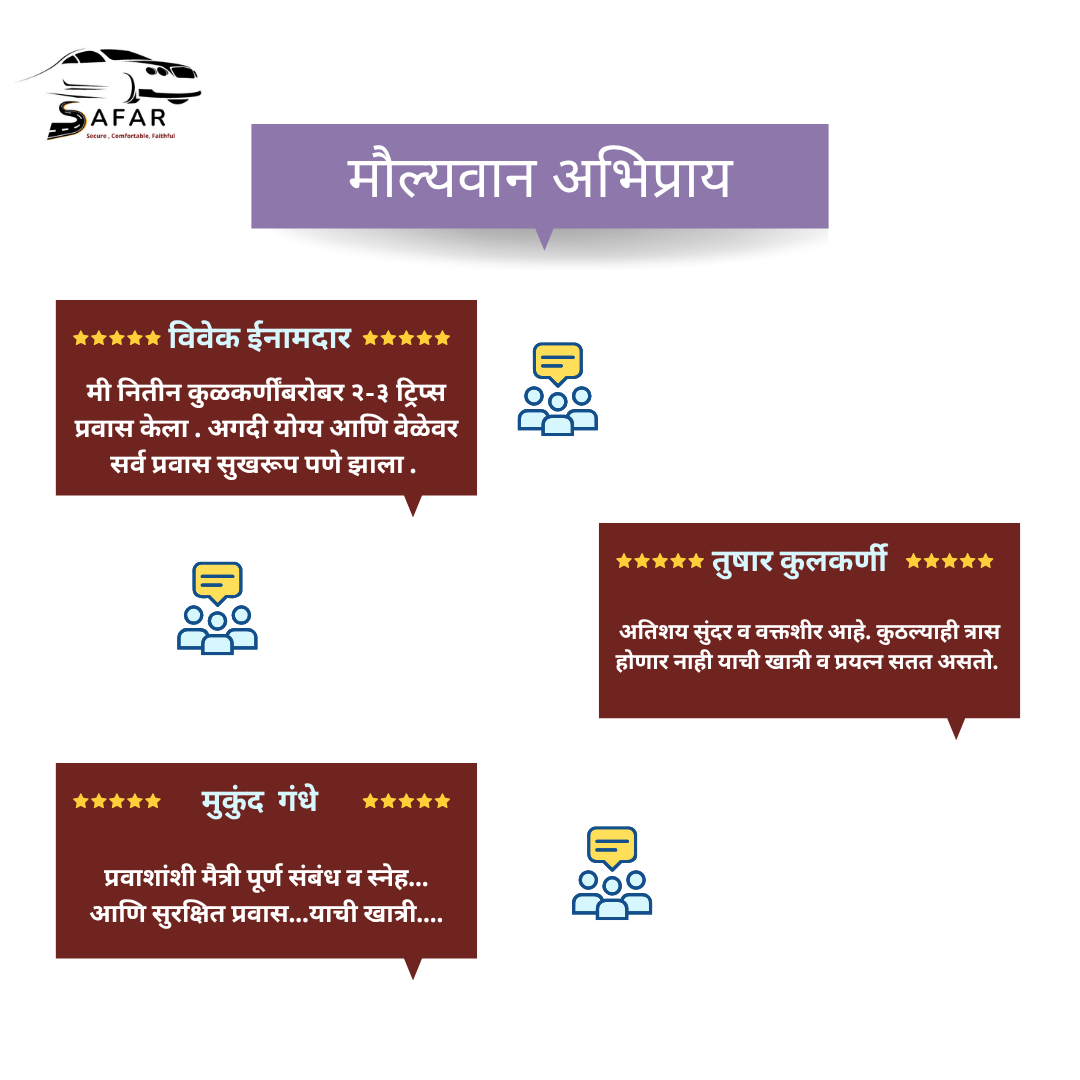 SAFAR
Secure , Comfortable, Faithful
मौल्यवान अभिप्राय
विवेक ईनामदार
मी नितीन कुळकर्णींबरोबर २-३ ट्रिप्स
प्रवास केला . अगदी योग्य आणि वेळेवर
सर्व प्रवास सुखरूप पणे झाला .
तुषार कुलकर्णी
अतिशय सुंदर व वक्तशीर आहे. कुठल्याही त्रास
होणार नाही याची खात्री व प्रयत्न सतत असतो.
मुकुंद गंधे
प्रवाशांशी मैत्री पूर्ण संबंध व स्नेह...
आणि सुरक्षित प्रवास...याची खात्री....